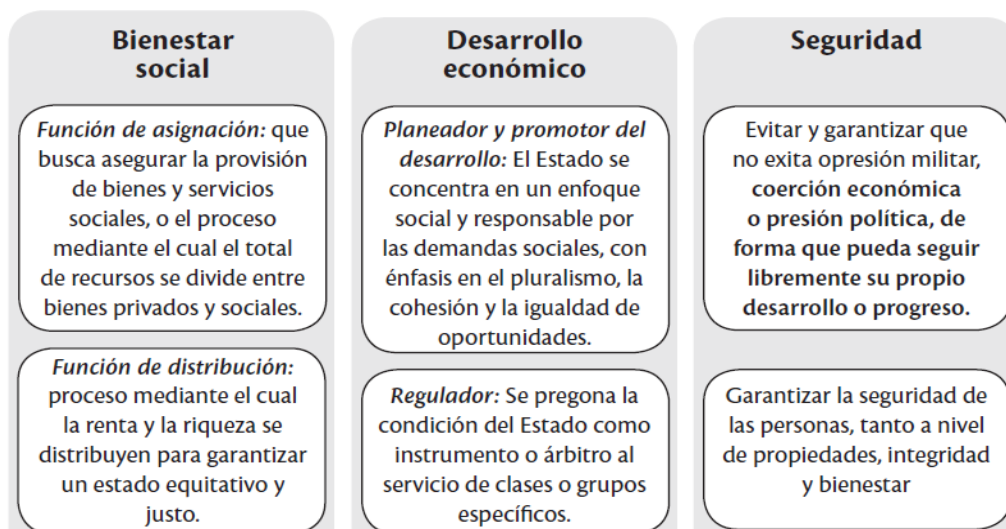 Bienestar
social
Función de asignación: que
busca asegurar la provisión
de bienes y servicios
sociales, o el proceso
mediante el cual el total
de recursos se divide entre
bienes privados y sociales.
Función de distribución:
proceso mediante el cual
la renta y la riqueza se
distribuyen para garantizar
un estado equitativo y
justo.
Desarrollo
económico
Planeador y promotor del
desarrollo: El Estado se
concentra en un enfoque
social y responsable por
las demandas sociales, con
énfasis en el pluralismo, la
cohesión y la igualdad de
oportunidades.
Regulador: Se pregona la
condición del Estado como
instrumento o árbitro al
servicio de clases o grupos
específicos.
Seguridad
Evitar y garantizar que
no exita opresión militar,
coerción económica
o presión política, de
forma que pueda seguir
libremente su propio
desarrollo o progreso.
Garantizar la seguridad de
las personas, tanto a nivel
de propiedades, integridad
y bienestar